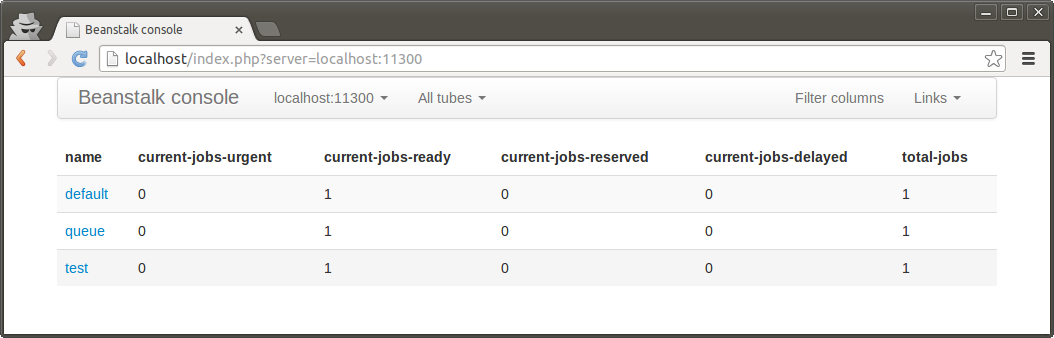 Beanstalk console
localhost/index.php?server=localhost:11300
Beanstalk console localhost:11300 All tubes Filter columns Links
name current-jobs-urgent current-jobs-ready current-jobs-reserved current-jobs-delayed total-jobs
default 0 1 0 0 1
queue 0 1 0 0 1
test 0 1 0 0 1